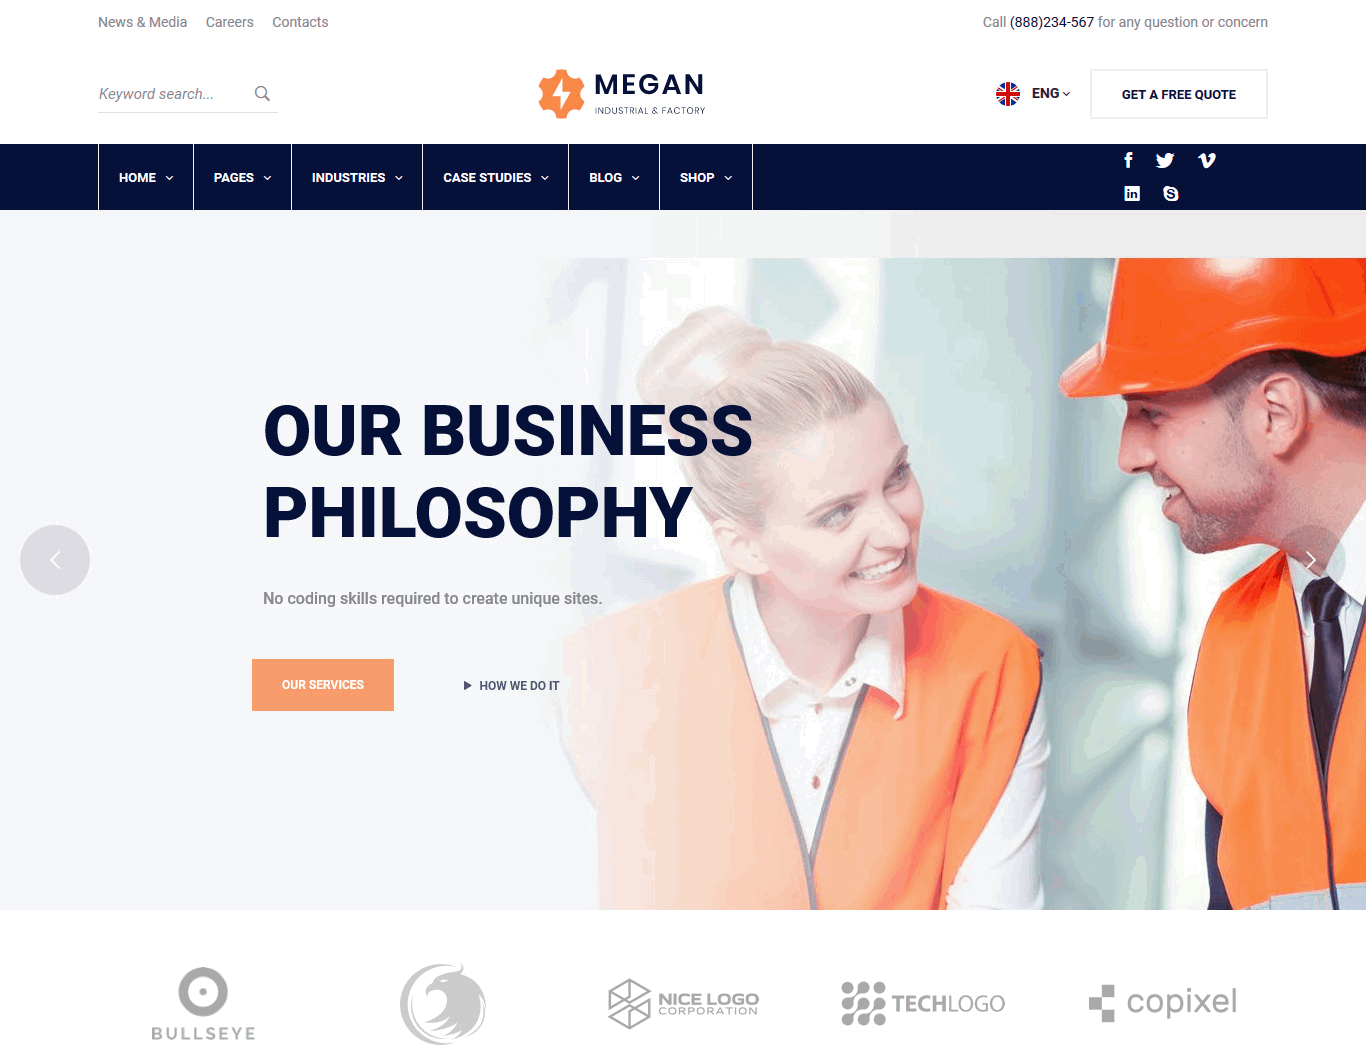 News & Media Careers Contacts
Call (888)234-567 for any question or concern
Keyword search...
MEGAN
INDUSTRIAL & FACTORY
ENG
GET A FREE QUOTE
HOME PAGES INDUSTRIES CASE STUDIES BLOG SHOP
OUR BUSINESS
PHILOSOPHY
No coding skills required to create unique sites.
OUR SERVICES
HOW WE DO IT
BULLSEYE
NICE LOGO
CORPORATION
TECHLOGO
copixel